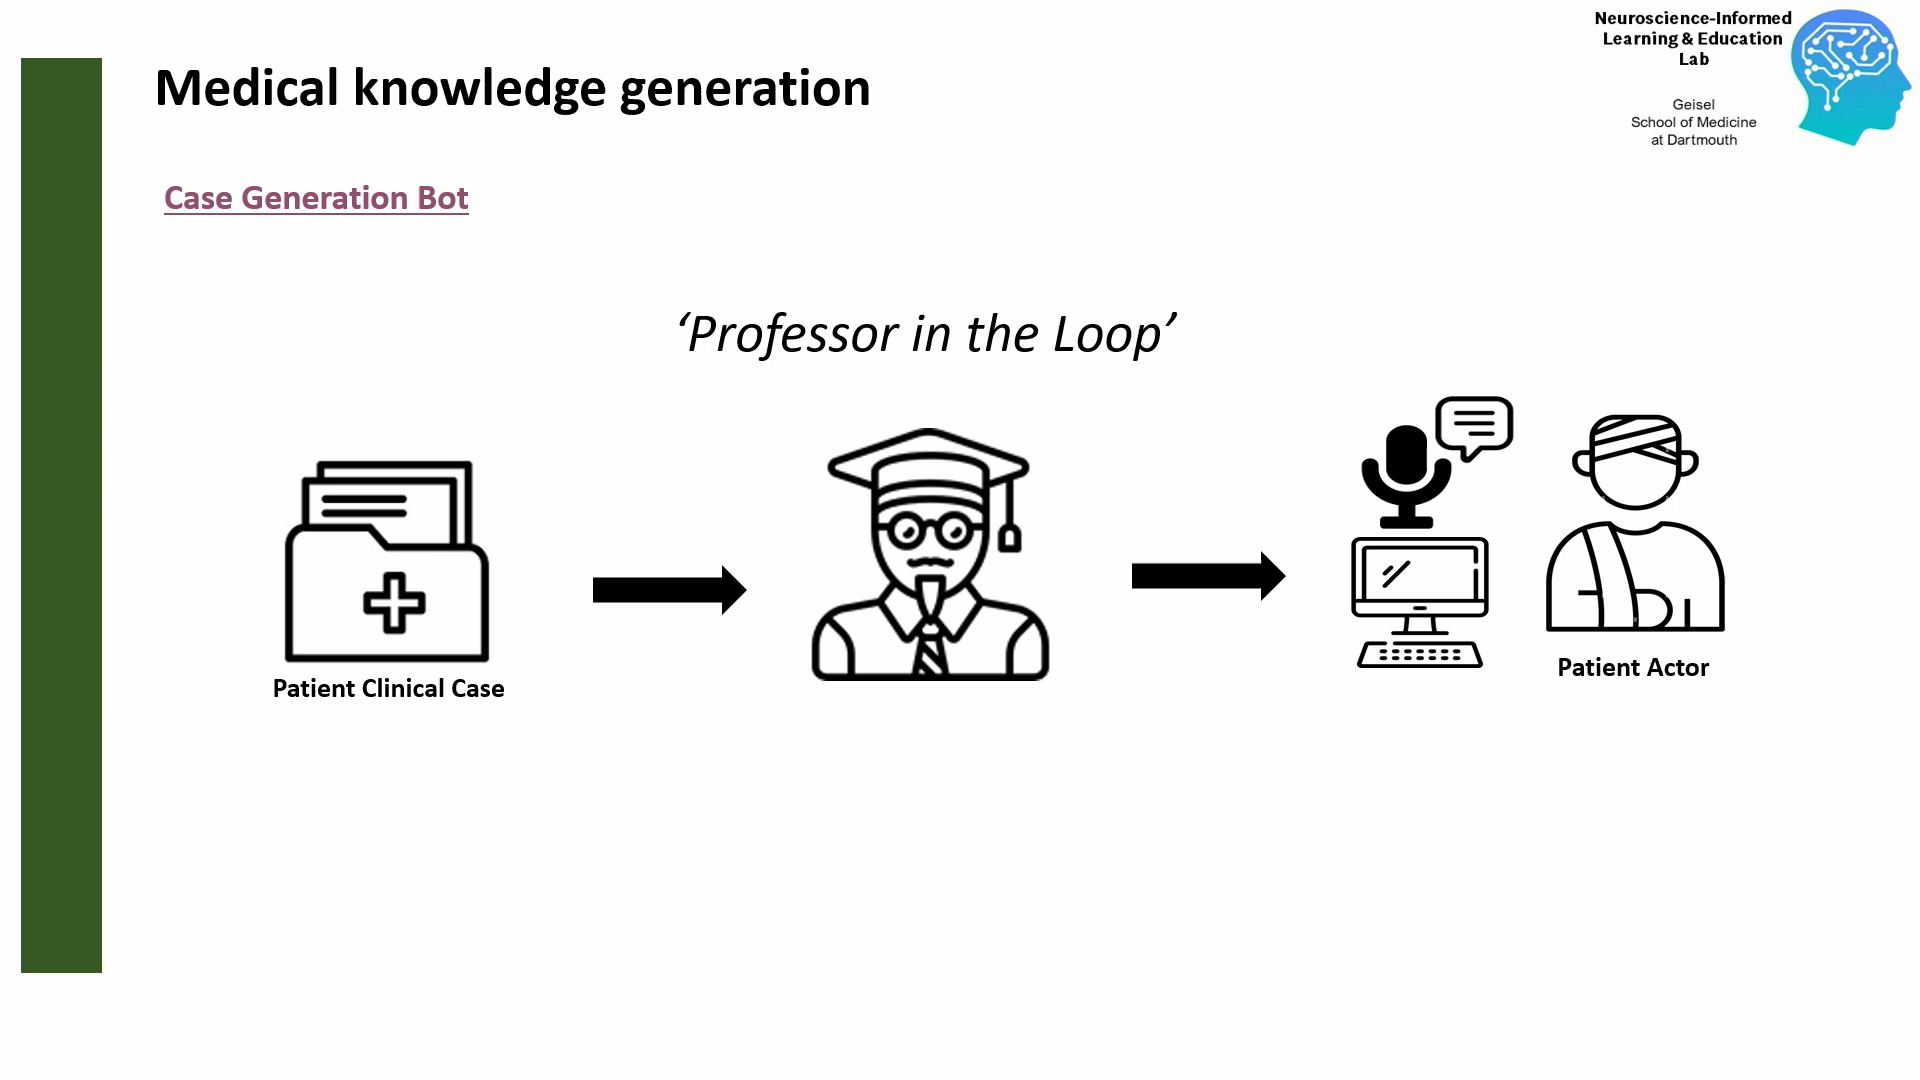 Neuroscience-Informed
Learning & Education
Lab
Geisel
School of Medicine
at Dartmouth
Medical knowledge generation
Case Generation Bot
‘Professor in the Loop’
Patient Clinical Case
Patient Actor